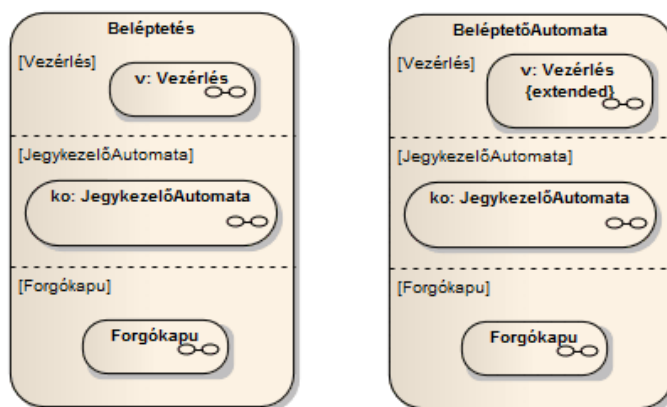 Beléptetés
[Vezérlés]
v: Vezérlés
[JegykezelőAutomata]
ko: JegykezelőAutomata
[Forgókapu]
Forgókapu
BeléptetőAutomata
[Vezérlés]
v: Vezérlés
{extended}
[JegykezelőAutomata]
ko: JegykezelőAutomata
[Forgókapu]
Forgókapu